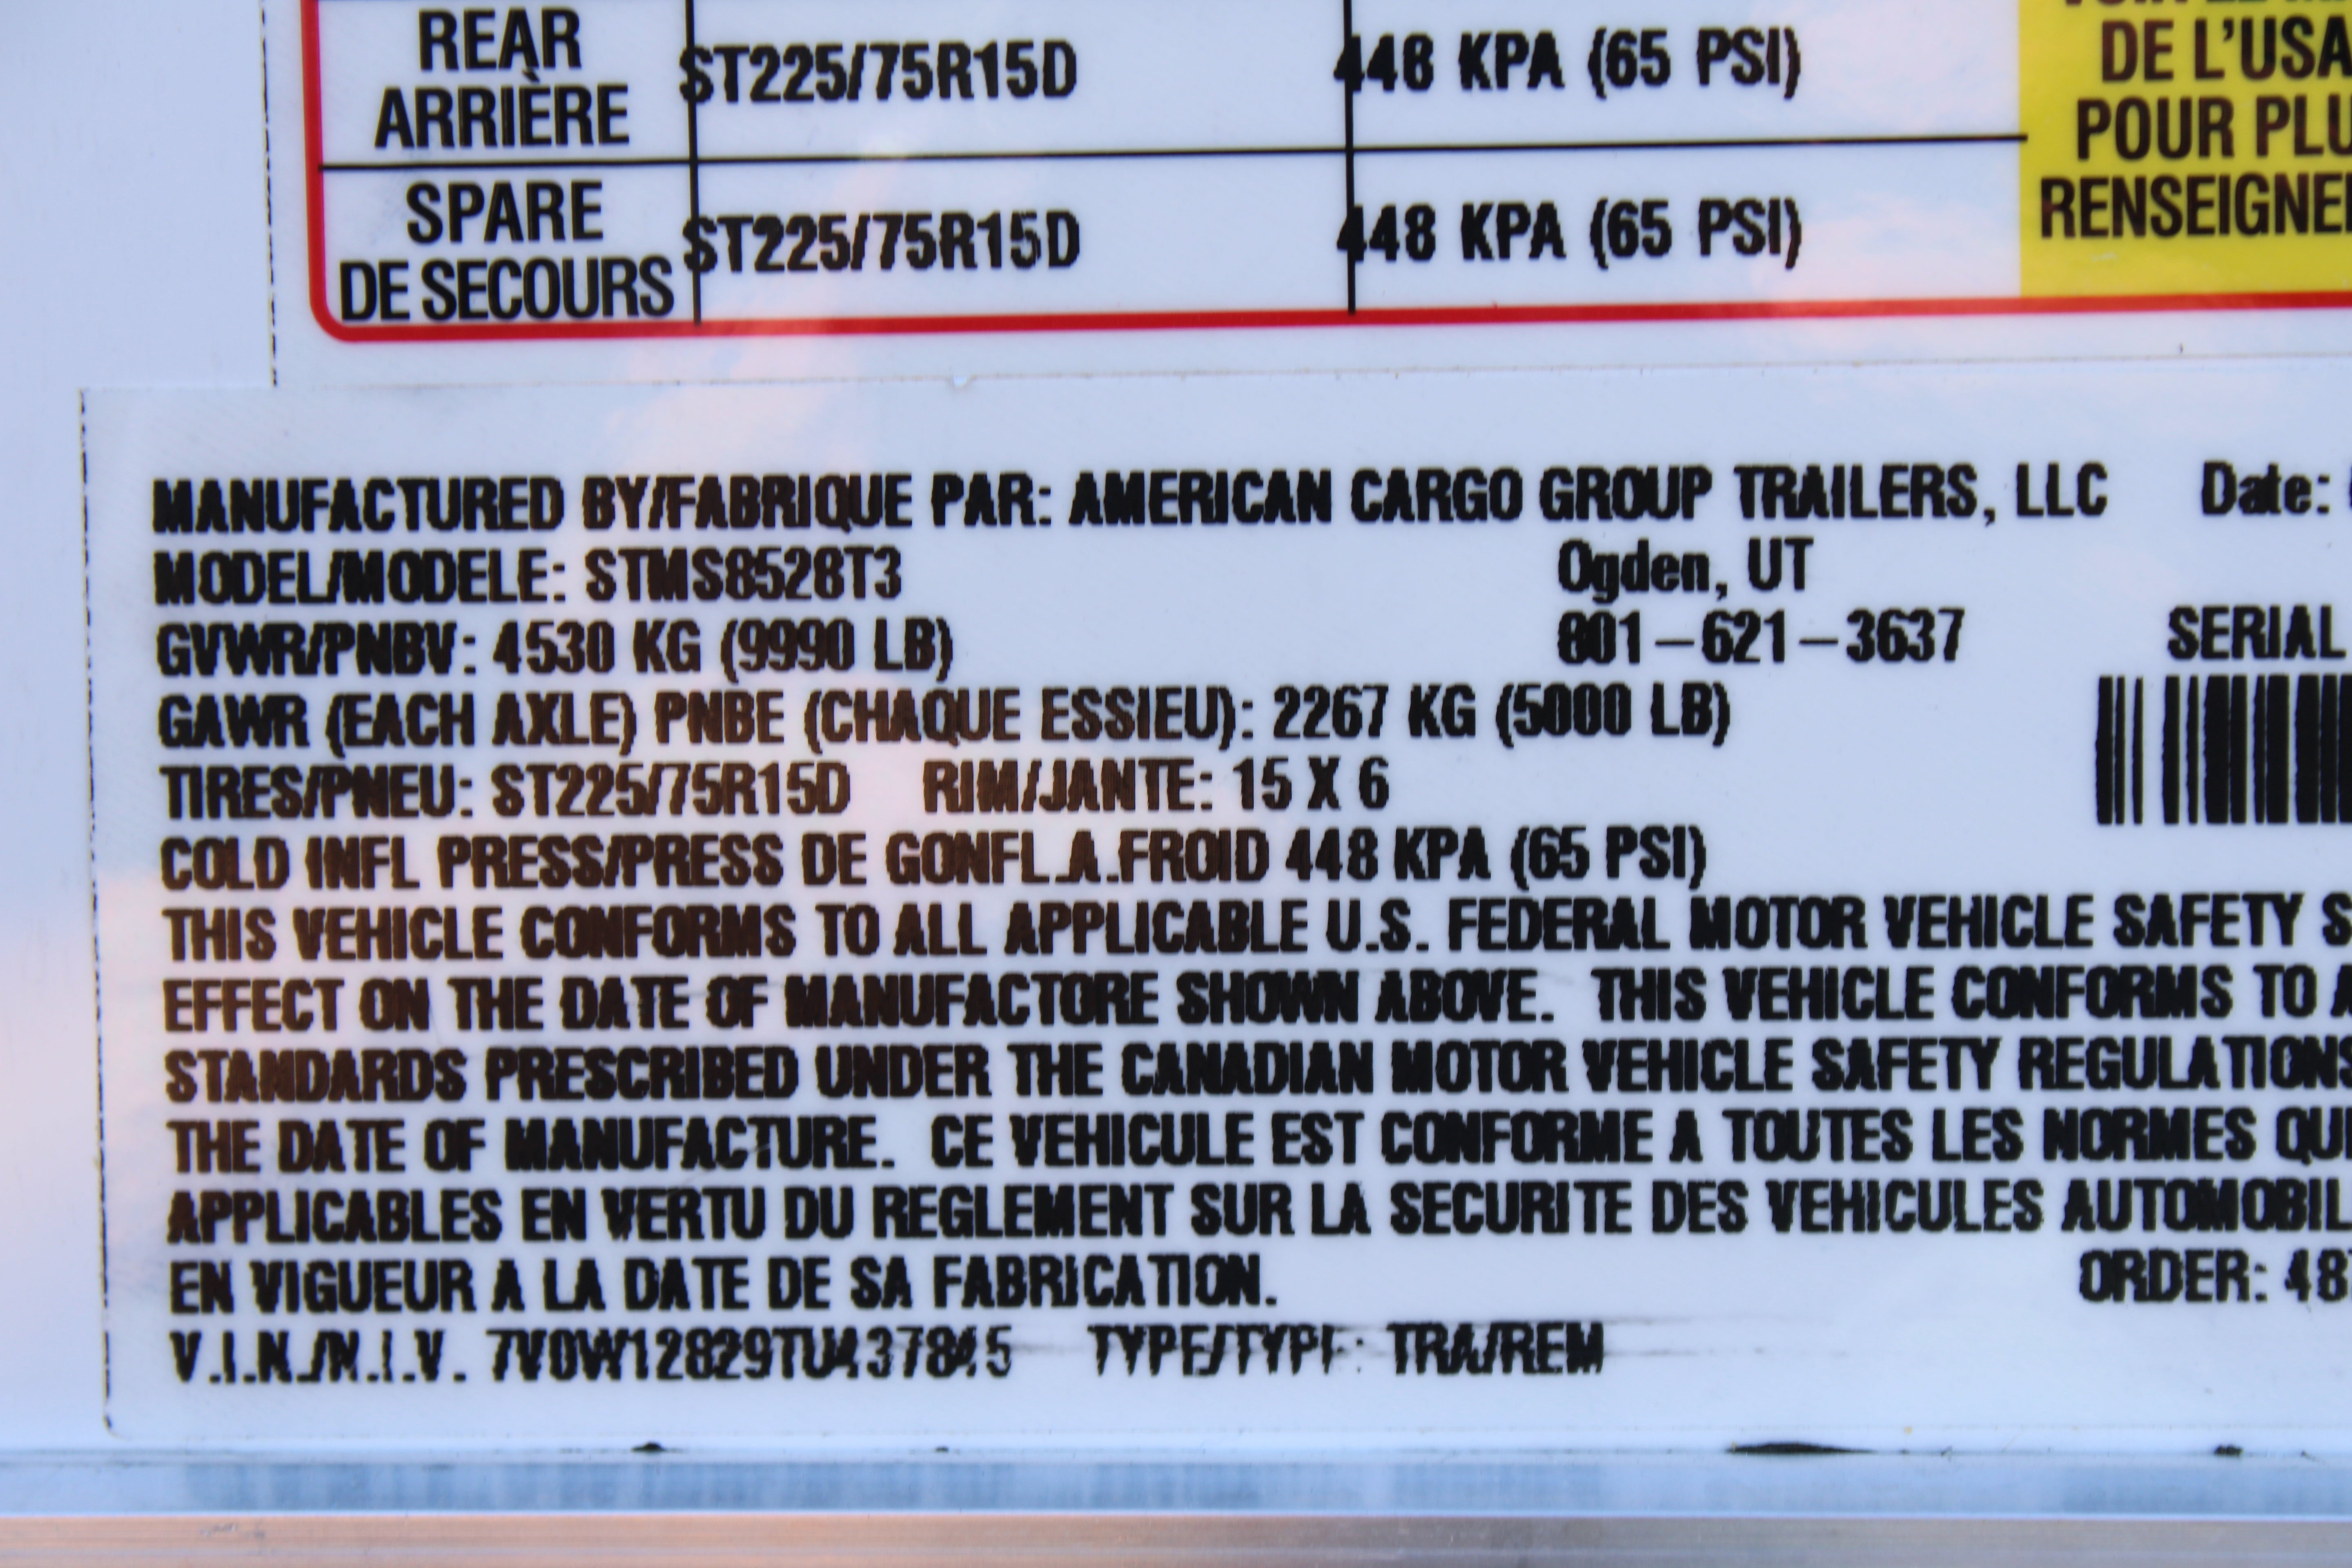 REAR ST225/75R15D 448 KPA (65 PSI)
ARRIÈRE
SPARE ST225/75R15D 448 KPA (65 PSI)
DE SECOURS
DE L'USA
POUR PLU
RENSEIGNE
MANUFACTURED BY/FABRIQUE PAR: AMERICAN CARGO GROUP TRAILERS, LLC Date:
MODEL/MODELE: STMS8528T3 Ogden, UT
GVWR/PNBV: 4530 KG (9990 LB) 801-621-3637 SERIAL
GAWR (EACH AXLE) PNBE (CHAQUE ESSIEU): 2267 KG (5000 LB)
TIRES/PNEU: ST225/75R15D RIM/JANTE: 15 X 6
COLD INFL PRESS/PRESS DE GONFL.A.FROID 448 KPA (65 PSI)
THIS VEHICLE CONFORMS TO ALL APPLICABLE U.S. FEDERAL MOTOR VEHICLE SAFETY S
EFFECT ON THE DATE OF MANUFACTORE SHOWN ABOVE. THIS VEHICLE CONFORMS TO A
STANDARDS PRESCRIBED UNDER THE CANADIAN MOTOR VEHICLE SAFETY REGULATIONS
THE DATE OF MANUFACTURE. CE VEHICULE EST CONFORME A TOUTES LES NORMES QUI
APPLICABLES EN VERTU DU REGLEMENT SUR LA SECURITE DES VEHICULES AUTOMOBIL
EN VIGUEUR A LA DATE DE SA FABRICATION. ORDER: 48
V.I.N./N.I.V. TYPE/TYPE: TRA/REM